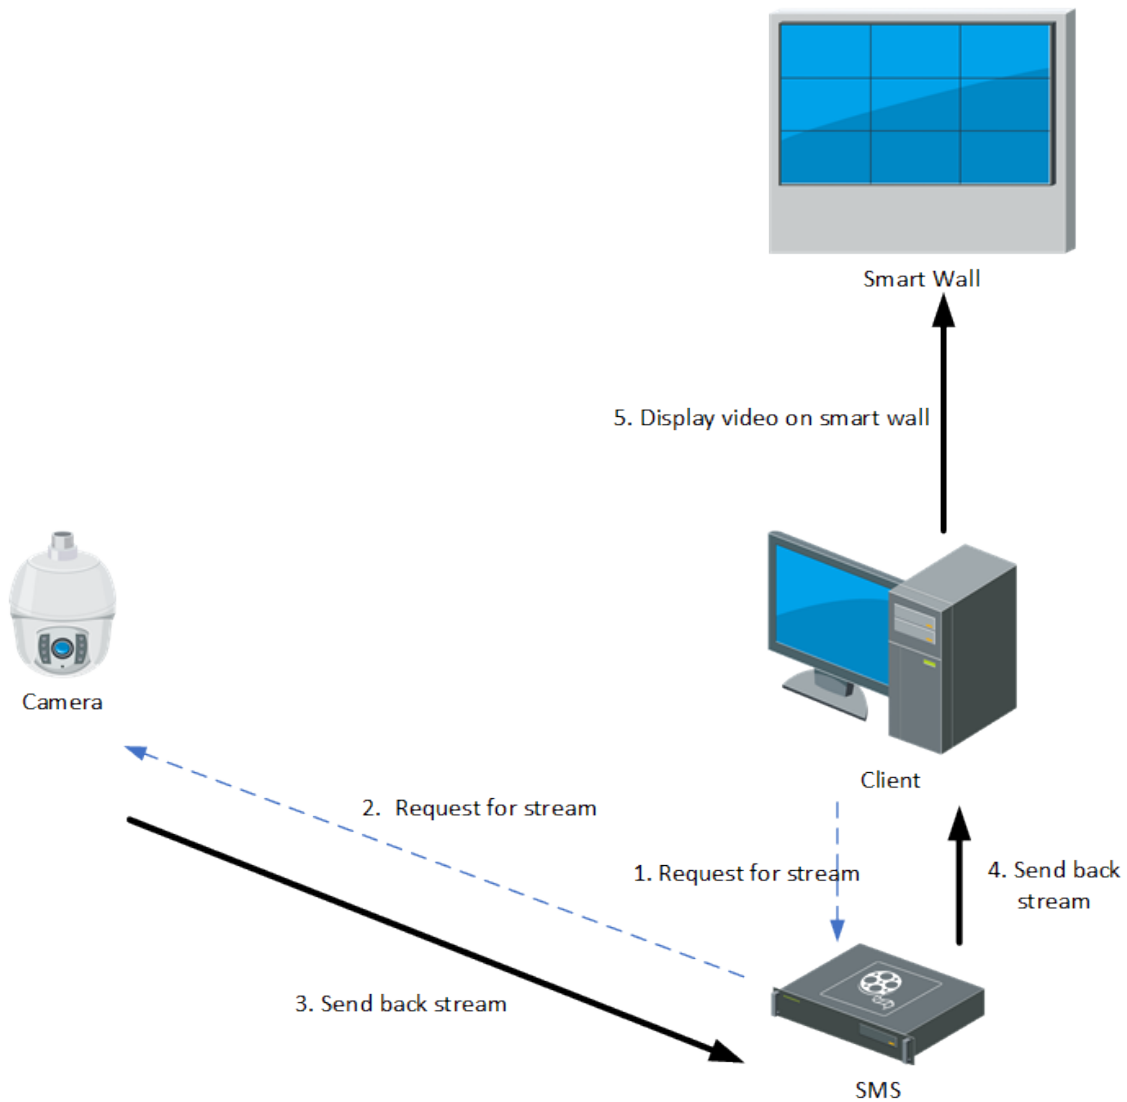 Smart Wall
5. Display video on smart wall
Camera
Client
2. Request for stream
1. Request for stream
4. Send back
stream
3. Send back stream
SMS